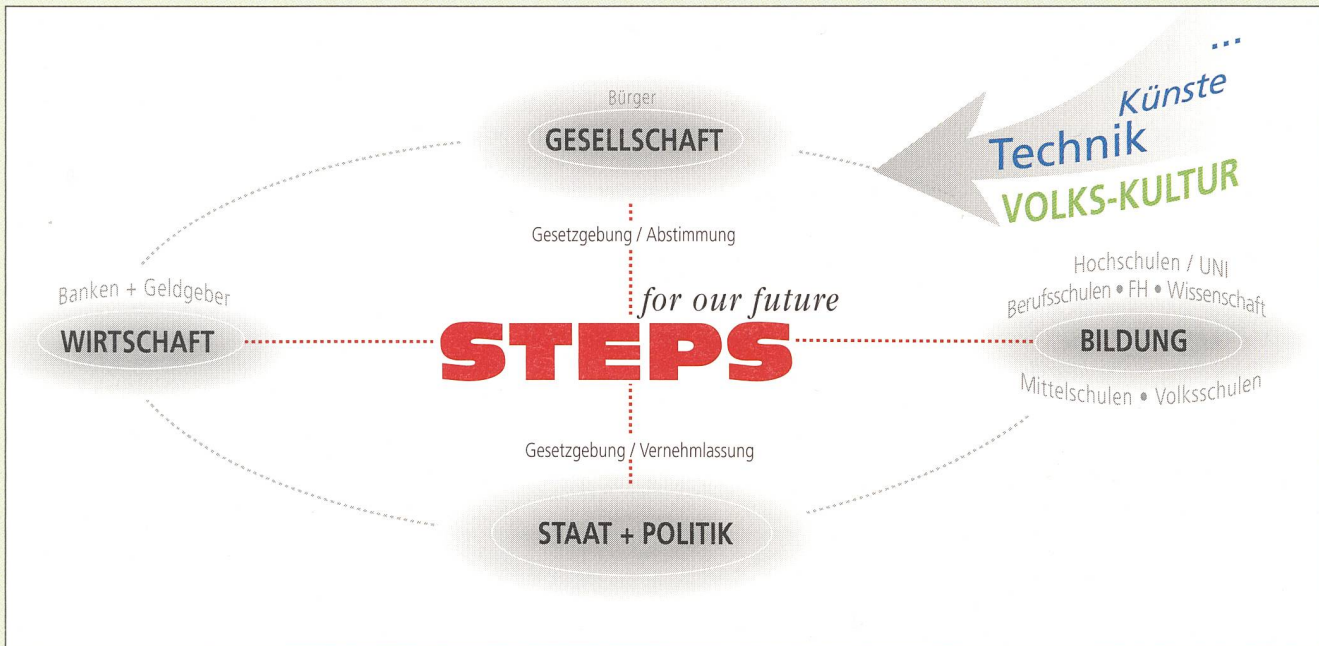 ...
Künste
Technik
VOLKS-KULTUR
Bürger
GESELLSCHAFT
Gesetzgebung / Abstimmung
Banken + Geldgeber
WIRTSCHAFT
for our future
STEPS
Hochschulen / UNI
Berufsschulen • FH • Wissenschaft
BILDUNG
Mittelschulen • Volksschulen
Gesetzgebung / Vernehmlassung
STAAT + POLITIK